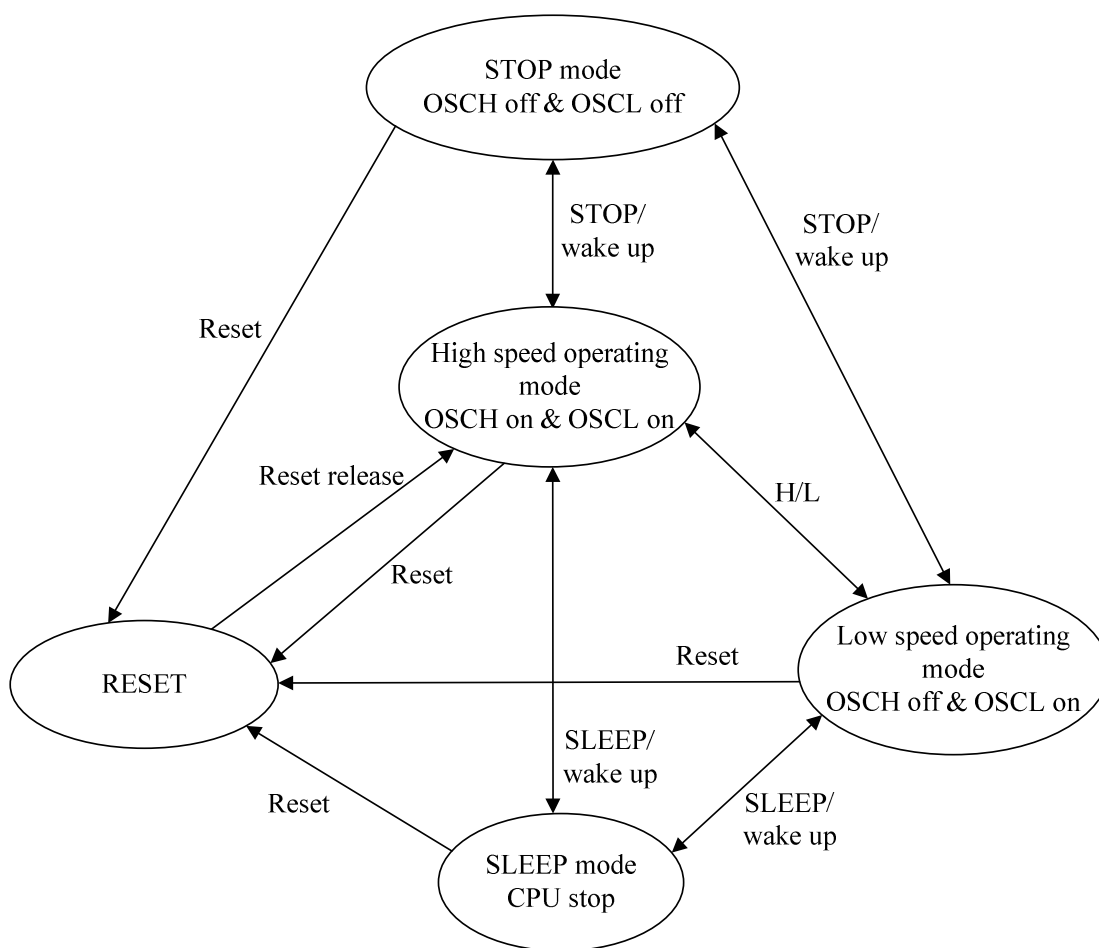 STOP mode
OSCH off & OSCL off
STOP/
wake up
STOP/
wake up
Reset
High speed operating
mode
OSCH on & OSCL on
Reset release
H/L
Reset
Low speed operating
mode
OSCH off & OSCL on
Reset
RESET
SLEEP/
wake up
SLEEP/
wake up
Reset
SLEEP mode
CPU stop